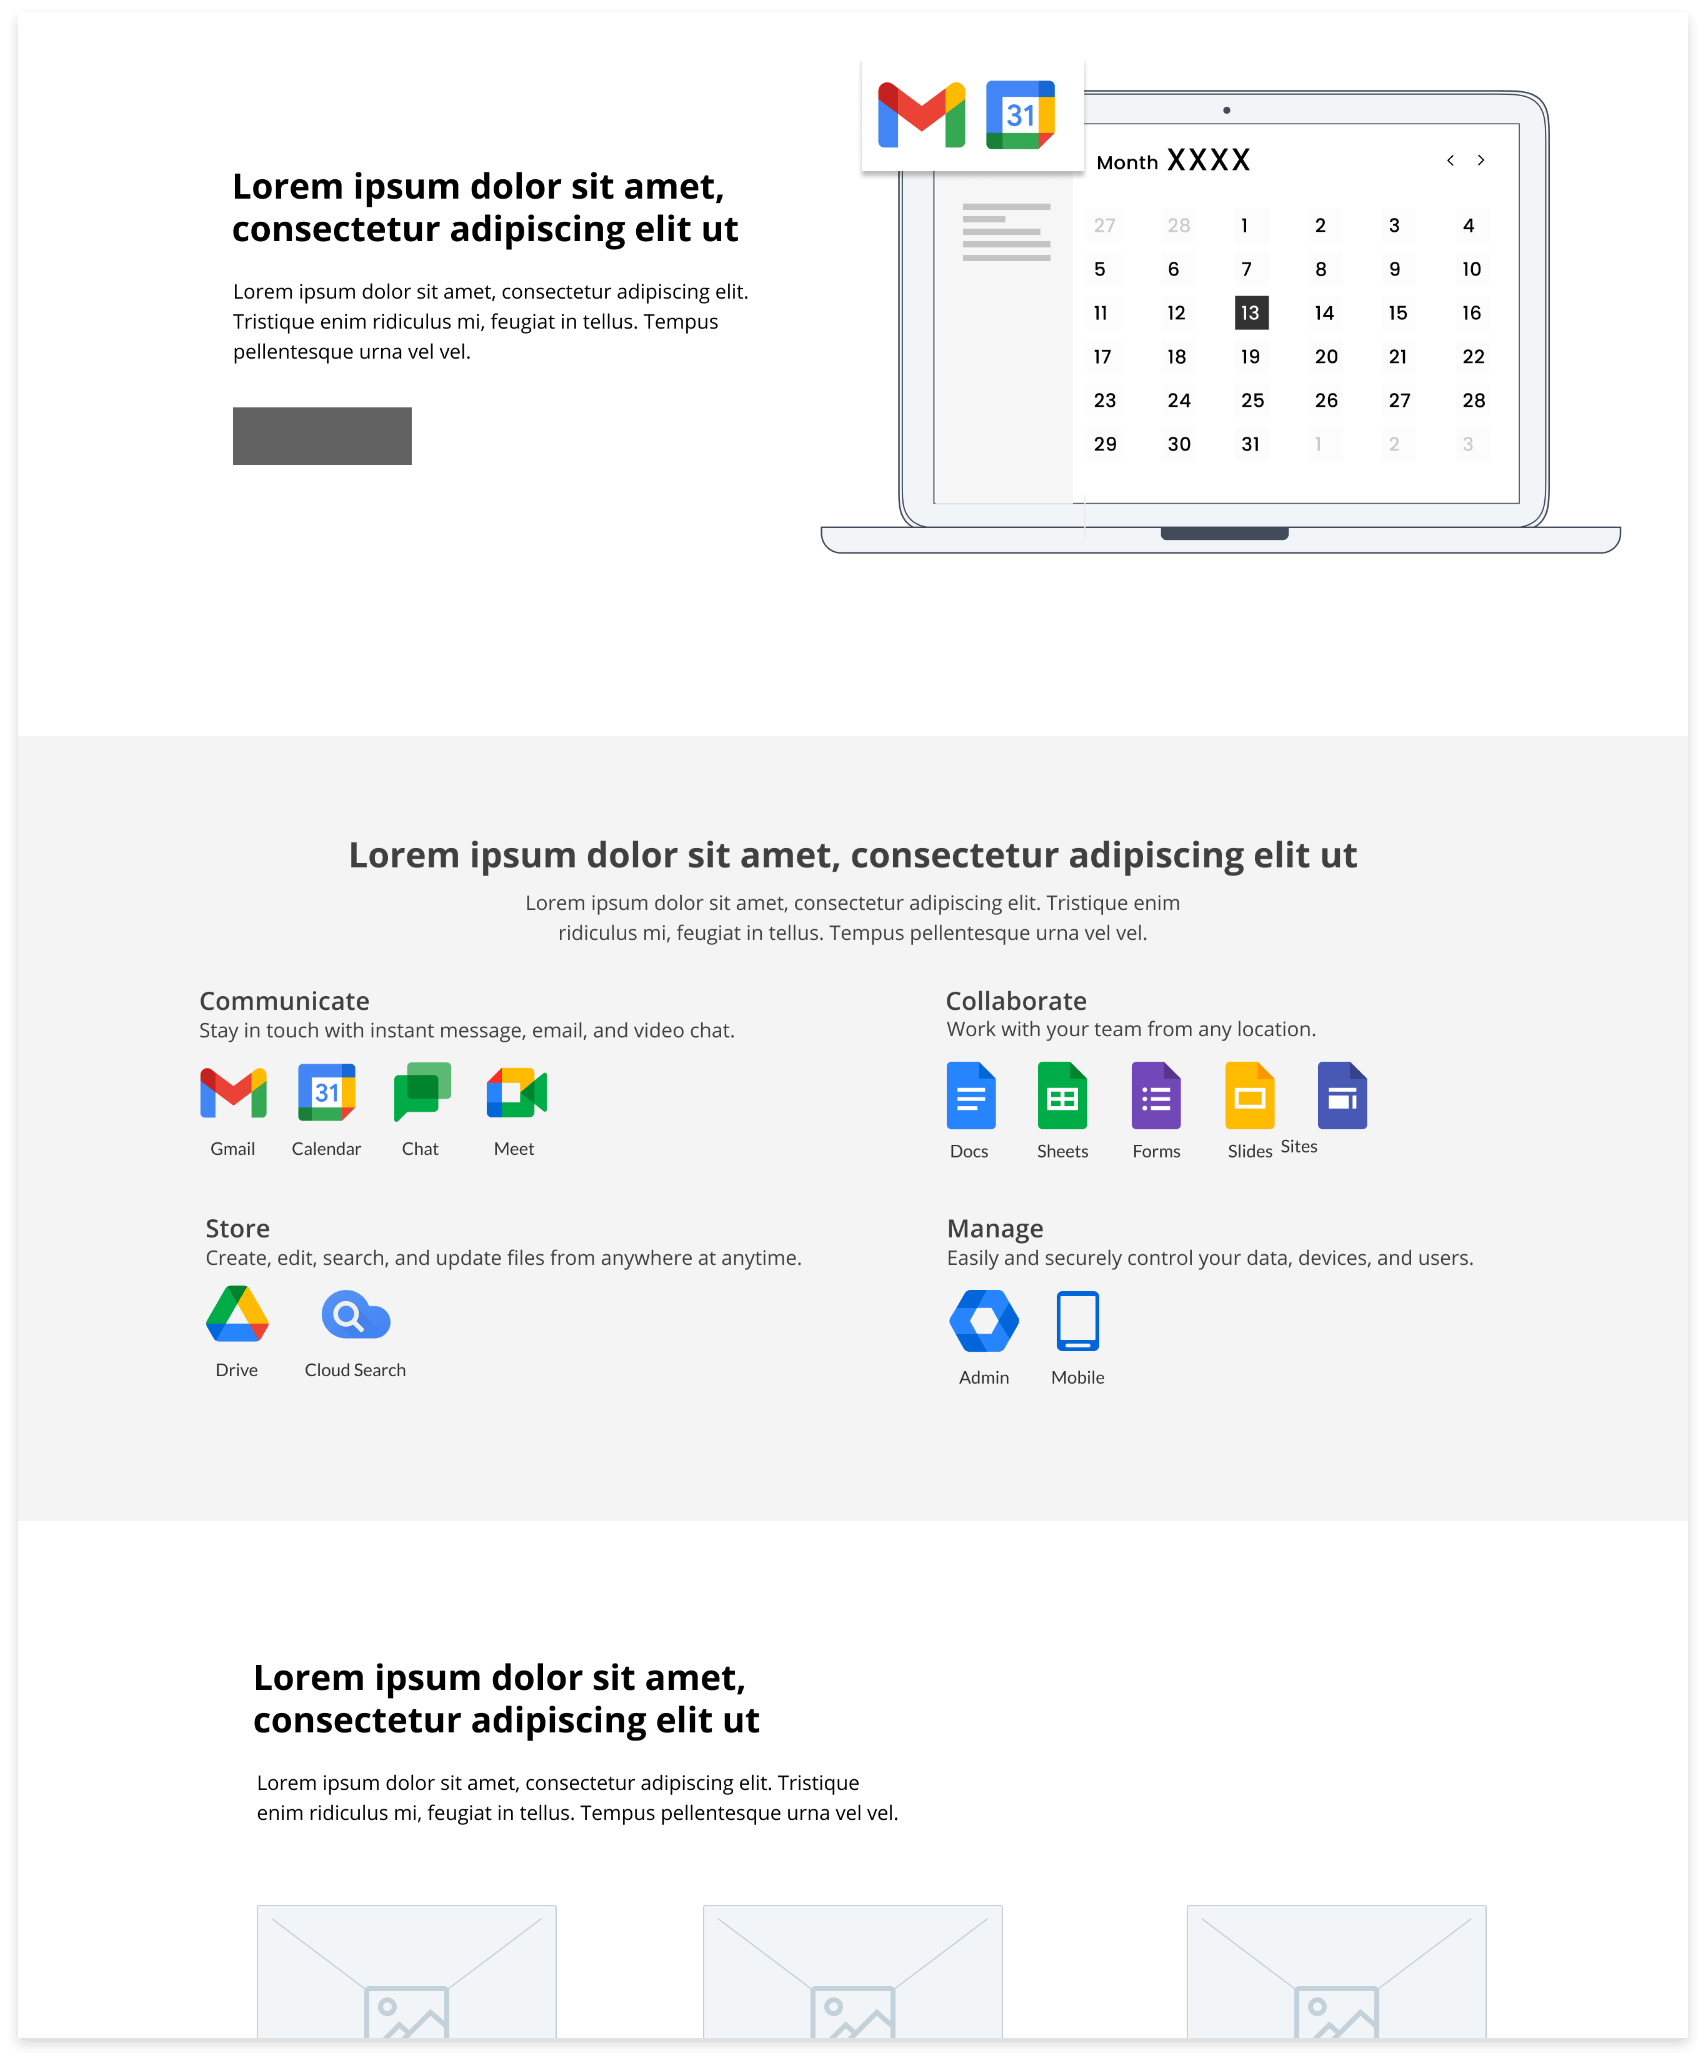 Lorem ipsum dolor sit amet,
consectetur adipiscing elit ut
Lorem ipsum dolor sit amet, consectetur adipiscing elit.
Tristique enim ridiculus mi, feugiat in tellus. Tempus
pellentesque urna vel vel.
31
Month XXXX
27 28 1 2 3 4
5 6 7 8 9 10
11 12 13 14 15 16
17 18 19 20 21 22
23 24 25 26 27 28
29 30 31 1 2 3
Lorem ipsum dolor sit amet, consectetur adipiscing elit ut
Lorem ipsum dolor sit amet, consectetur adipiscing elit. Tristique enim
ridiculus mi, feugiat in tellus. Tempus pellentesque urna vel vel.
Communicate
Stay in touch with instant message, email, and video chat.
31
Gmail Calendar Chat Meet
Collaborate
Work with your team from any location.
Docs Sheets Forms Slides Sites
Store
Create, edit, search, and update files from anywhere at anytime.
Drive Cloud Search
Manage
Easily and securely control your data, devices, and users.
Admin Mobile
Lorem ipsum dolor sit amet,
consectetur adipiscing elit ut
Lorem ipsum dolor sit amet, consectetur adipiscing elit. Tristique
enim ridiculus mi, feugiat in tellus. Tempus pellentesque urna vel vel.